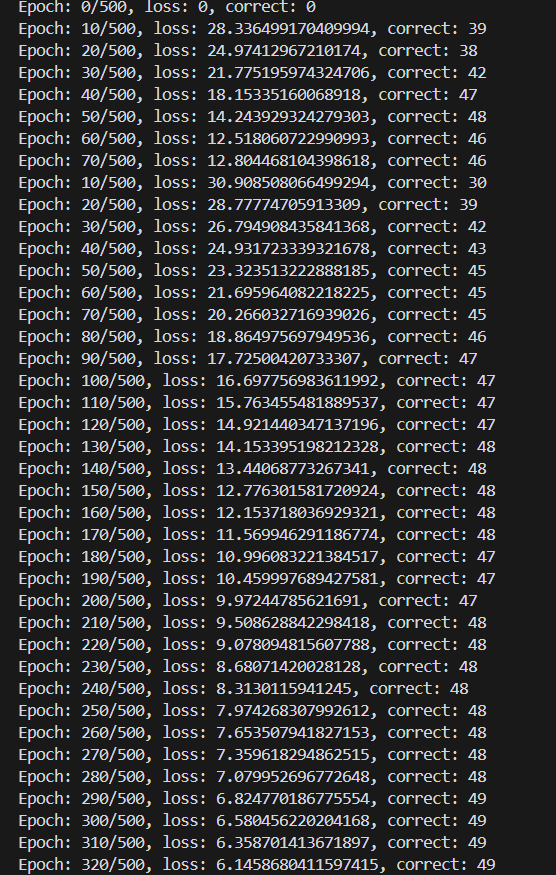 Epoch: 0/500, loss: 0, correct: 0
Epoch: 10/500, loss: 28.336499170409994, correct: 39
Epoch: 20/500, loss: 24.97412967210174, correct: 38
Epoch: 30/500, loss: 21.775195974324706, correct: 42
Epoch: 40/500, loss: 18.15335160068918, correct: 47
Epoch: 50/500, loss: 14.243929324279303, correct: 48
Epoch: 60/500, loss: 12.518060722990993, correct: 46
Epoch: 70/500, loss: 12.804468104398618, correct: 46
Epoch: 10/500, loss: 30.908508066499294, correct: 30
Epoch: 20/500, loss: 28.77774705913309, correct: 39
Epoch: 30/500, loss: 26.794908435841368, correct: 42
Epoch: 40/500, loss: 24.931723339321678, correct: 43
Epoch: 50/500, loss: 23.323513222888185, correct: 45
Epoch: 60/500, loss: 21.695964082218225, correct: 45
Epoch: 70/500, loss: 20.266032716939026, correct: 45
Epoch: 80/500, loss: 18.864975697949536, correct: 46
Epoch: 90/500, loss: 17.72500420733307, correct: 47
Epoch: 100/500, loss: 16.697756983611992, correct: 47
Epoch: 110/500, loss: 15.763455481889537, correct: 47
Epoch: 120/500, loss: 14.921440347137196, correct: 47
Epoch: 130/500, loss: 14.153395198212328, correct: 48
Epoch: 140/500, loss: 13.44068773267341, correct: 48
Epoch: 150/500, loss: 12.776301581720924, correct: 48
Epoch: 160/500, loss: 12.153718036929321, correct: 48
Epoch: 170/500, loss: 11.569946291186774, correct: 48
Epoch: 180/500, loss: 10.996083221384517, correct: 47
Epoch: 190/500, loss: 10.459997689427581, correct: 47
Epoch: 200/500, loss: 9.97244785621691, correct: 47
Epoch: 210/500, loss: 9.508628842298418, correct: 48
Epoch: 220/500, loss: 9.078094815607788, correct: 48
Epoch: 230/500, loss: 8.68071420028128, correct: 48
Epoch: 240/500, loss: 8.3130115941245, correct: 48
Epoch: 250/500, loss: 7.974268307992612, correct: 48
Epoch: 260/500, loss: 7.653507941827153, correct: 48
Epoch: 270/500, loss: 7.359618294862515, correct: 48
Epoch: 280/500, loss: 7.079952696772648, correct: 48
Epoch: 290/500, loss: 6.824770186775554, correct: 49
Epoch: 300/500, loss: 6.580456220204168, correct: 49
Epoch: 310/500, loss: 6.358701413671897, correct: 49
Epoch: 320/500, loss: 6.1458680411597415, correct: 49